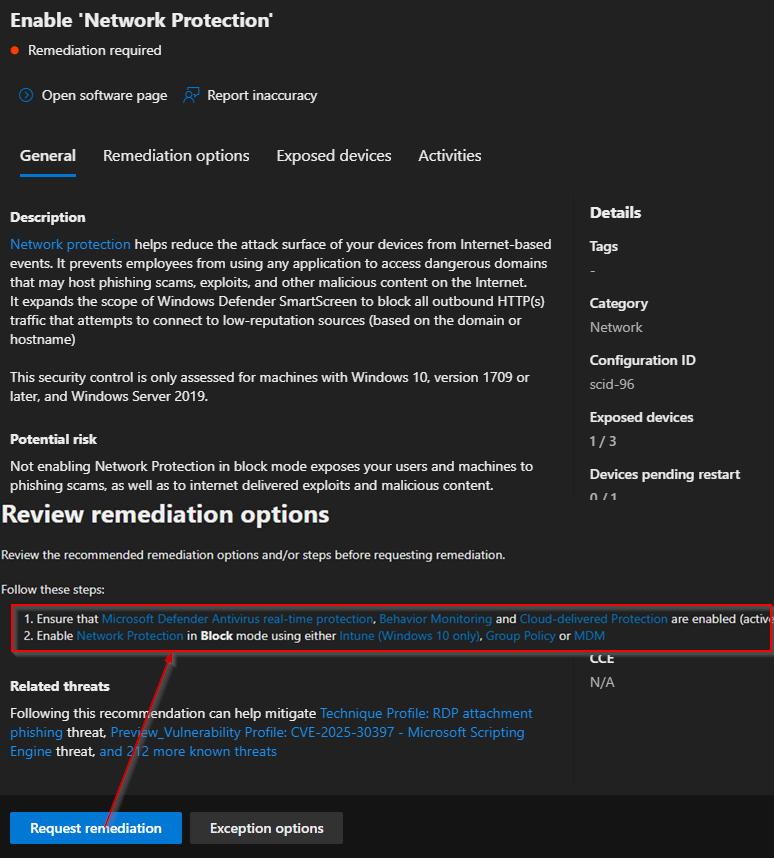 Enable 'Network Protection'
Remediation required
Open software page
Report inaccuracy
General
Remediation options
Exposed devices
Activities
Description
Network protection helps reduce the attack surface of your devices from Internet-based
events. It prevents employees from using any application to access dangerous domains
that may host phishing scams, exploits, and other malicious content on the Internet.
It expands the scope of Windows Defender SmartScreen to block all outbound HTTP(s)
traffic that attempts to connect to low-reputation sources (based on the domain or
hostname)
This security control is only assessed for machines with Windows 10, version 1709 or
later, and Windows Server 2019.
Potential risk
Not enabling Network Protection in block mode exposes your users and machines to
phishing scams, as well as to internet delivered exploits and malicious content.
Details
Tags
-
Category
Network
Configuration ID
scid-96
Exposed devices
1 / 3
Devices pending restart
0 / 1
Review remediation options
Review the recommended remediation options and/or steps before requesting remediation.
Follow these steps:
1. Ensure that Microsoft Defender Antivirus real-time protection, Behavior Monitoring and Cloud-delivered Protection are enabled (active
2. Enable Network Protection in Block mode using either Intune (Windows 10 only), Group Policy or MDM
CCE
N/A
Related threats
Following this recommendation can help mitigate Technique Profile: RDP attachment
phishing threat, Preview_Vulnerability Profile: CVE-2025-30397 - Microsoft Scripting
Engine threat, and 212 more known threats
Request remediation
Exception options